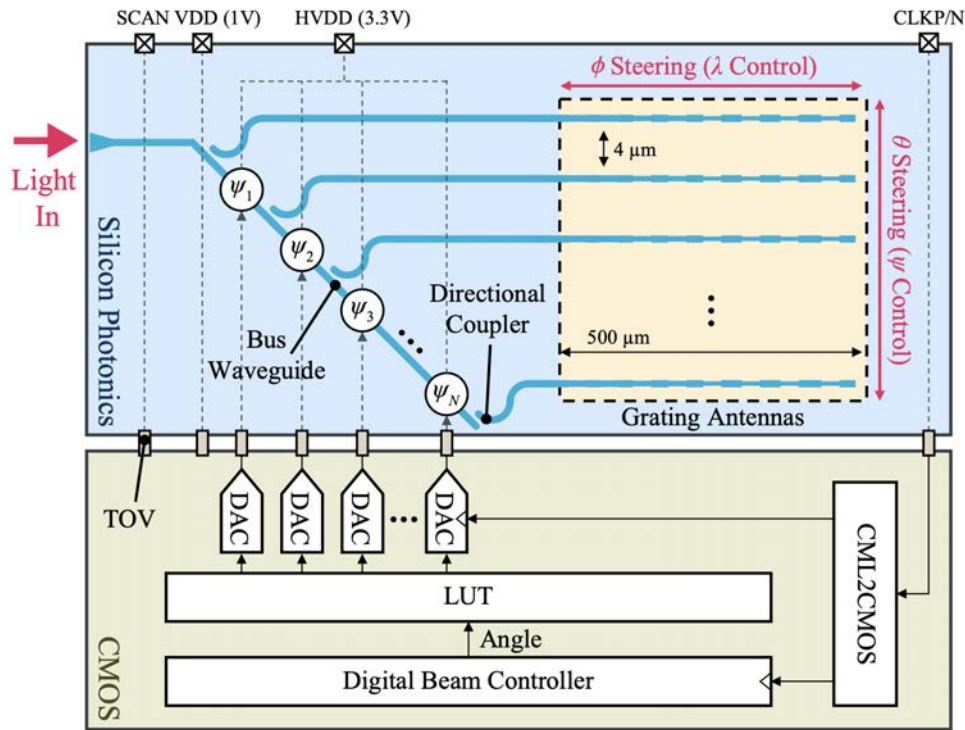 SCAN VDD (1V) HVDD (3.3V) CLKP/N
ϕ Steering (λ Control)
4 µm
θ Steering (ψ Control)
Light
In
Silicon Photonics
ψ1
ψ2
ψ3
ψN
Bus
Waveguide
Directional
Coupler
500 µm
Grating Antennas
TOV
DAC
DAC
DAC
DAC
CML2CMOS
LUT
Angle
Digital Beam Controller
CMOS